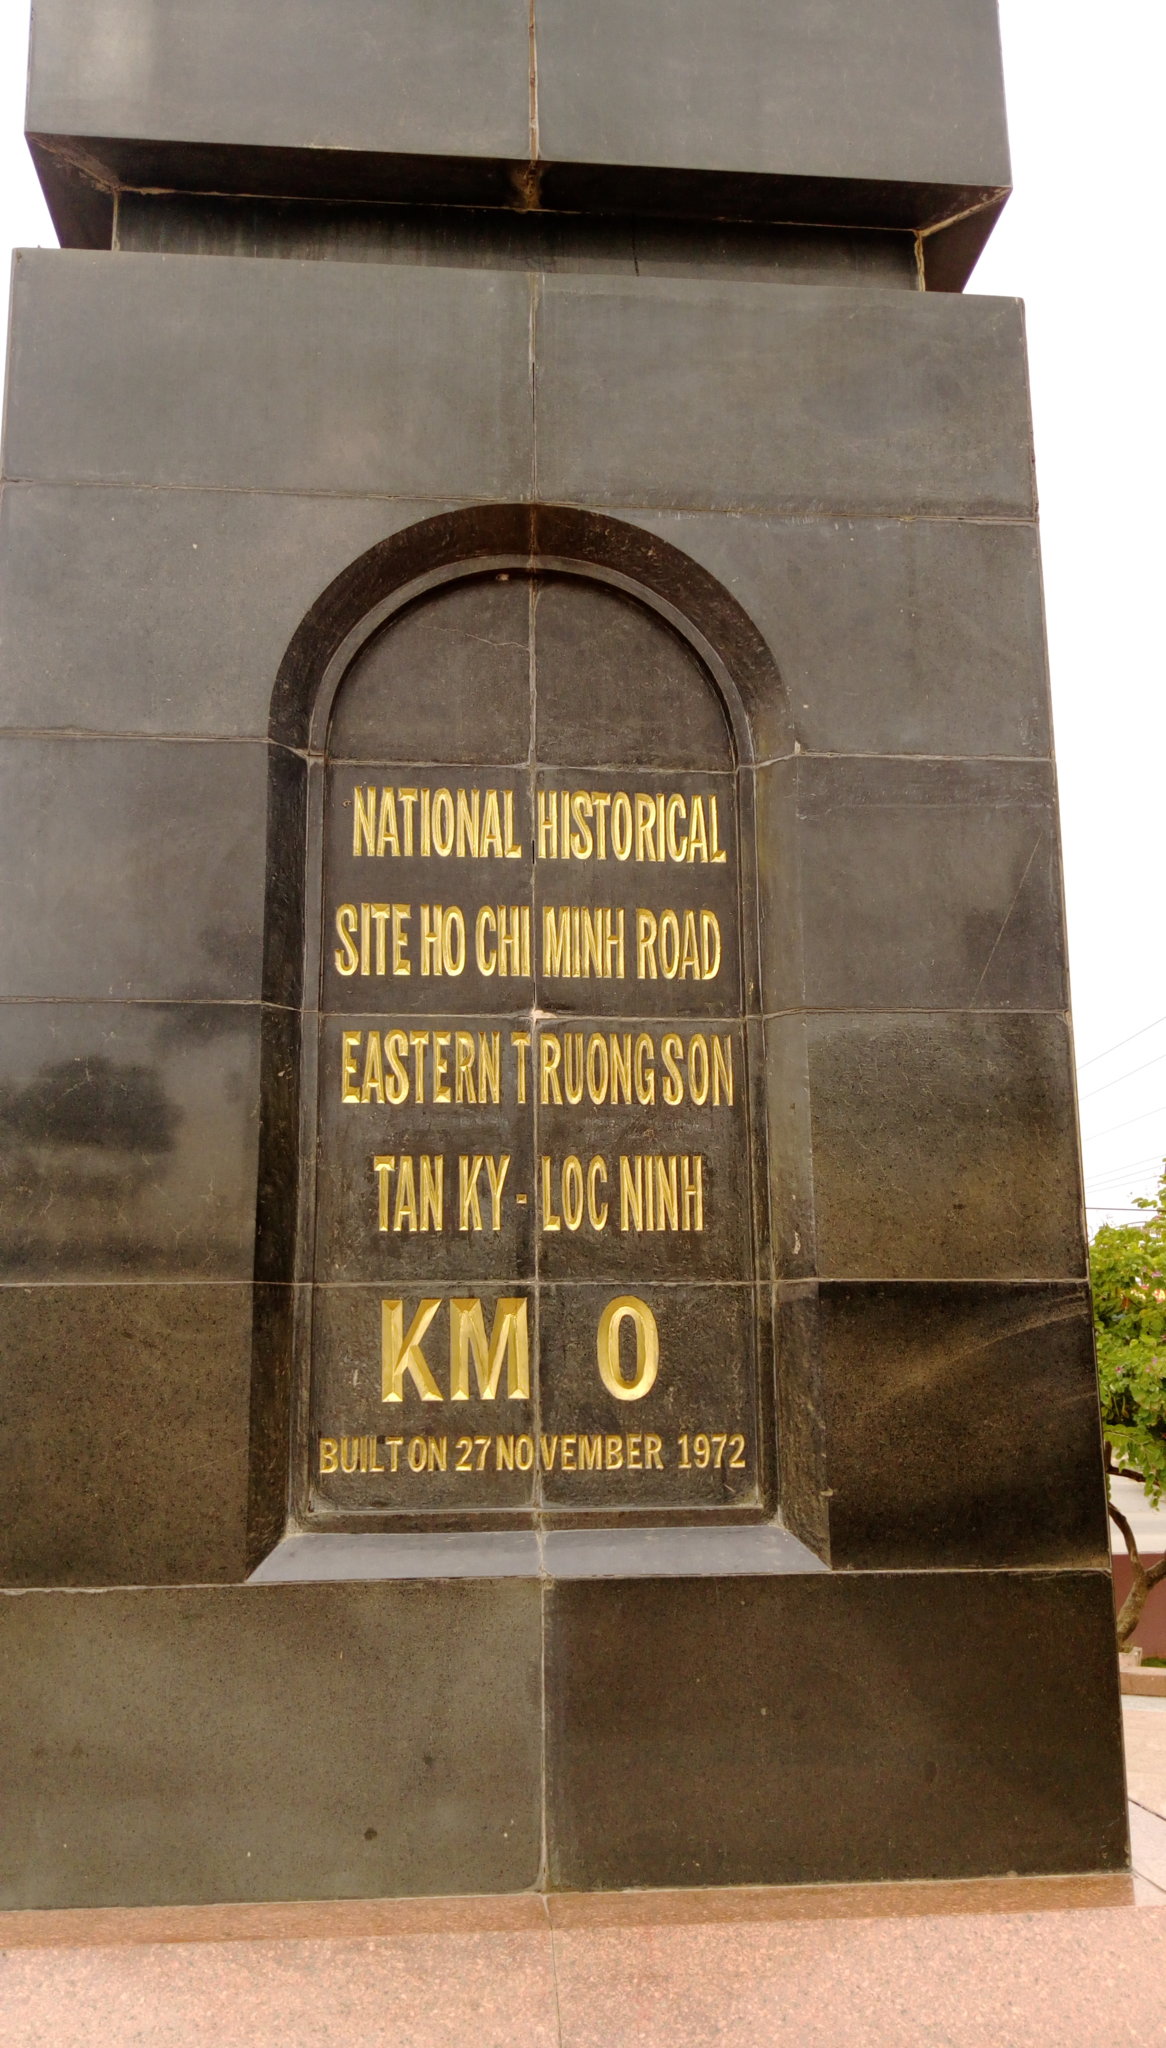 NATIONAL HISTORICAL
SITE HO CHI MINH ROAD
EASTERN TRUONG SON
TAN KY - LOC NINH
KM 0
BUILT ON 27 NOVEMBER 1972